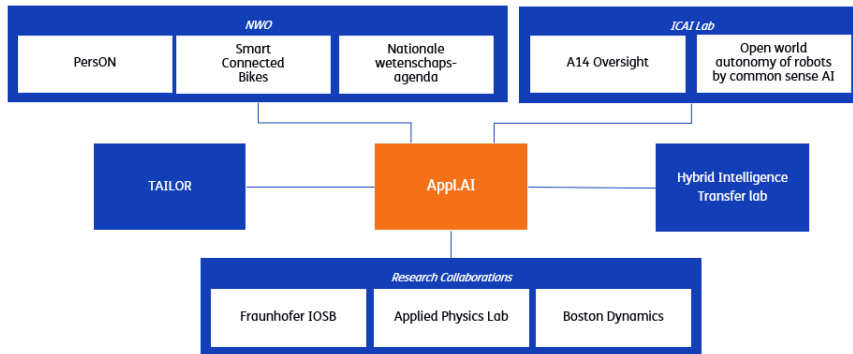 NWO
PersON
Smart
Connected
Bikes
Nationale
wetenschaps-
agenda
ICAI Lab
A14 Oversight
Open world
autonomy of robots
by common sense AI
TAILOR
Appl.AI
Hybrid Intelligence
Transfer lab
Research Collaborations
Fraunhofer IOSB
Applied Physics Lab
Boston Dynamics